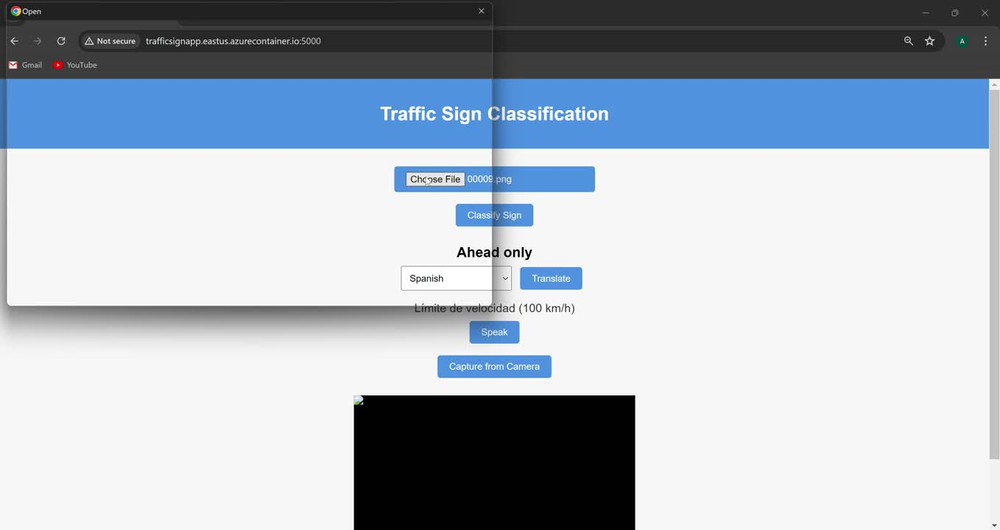 Open
Not secure trafficsignapp.eastus.azurecontainer.io:5000 A
Gmail YouTube
Traffic Sign Classification
Choose File 00009.png
Classify Sign
Ahead only
Spanish Translate
Límite de velocidad (100 km/h)
Speak
Capture from Camera